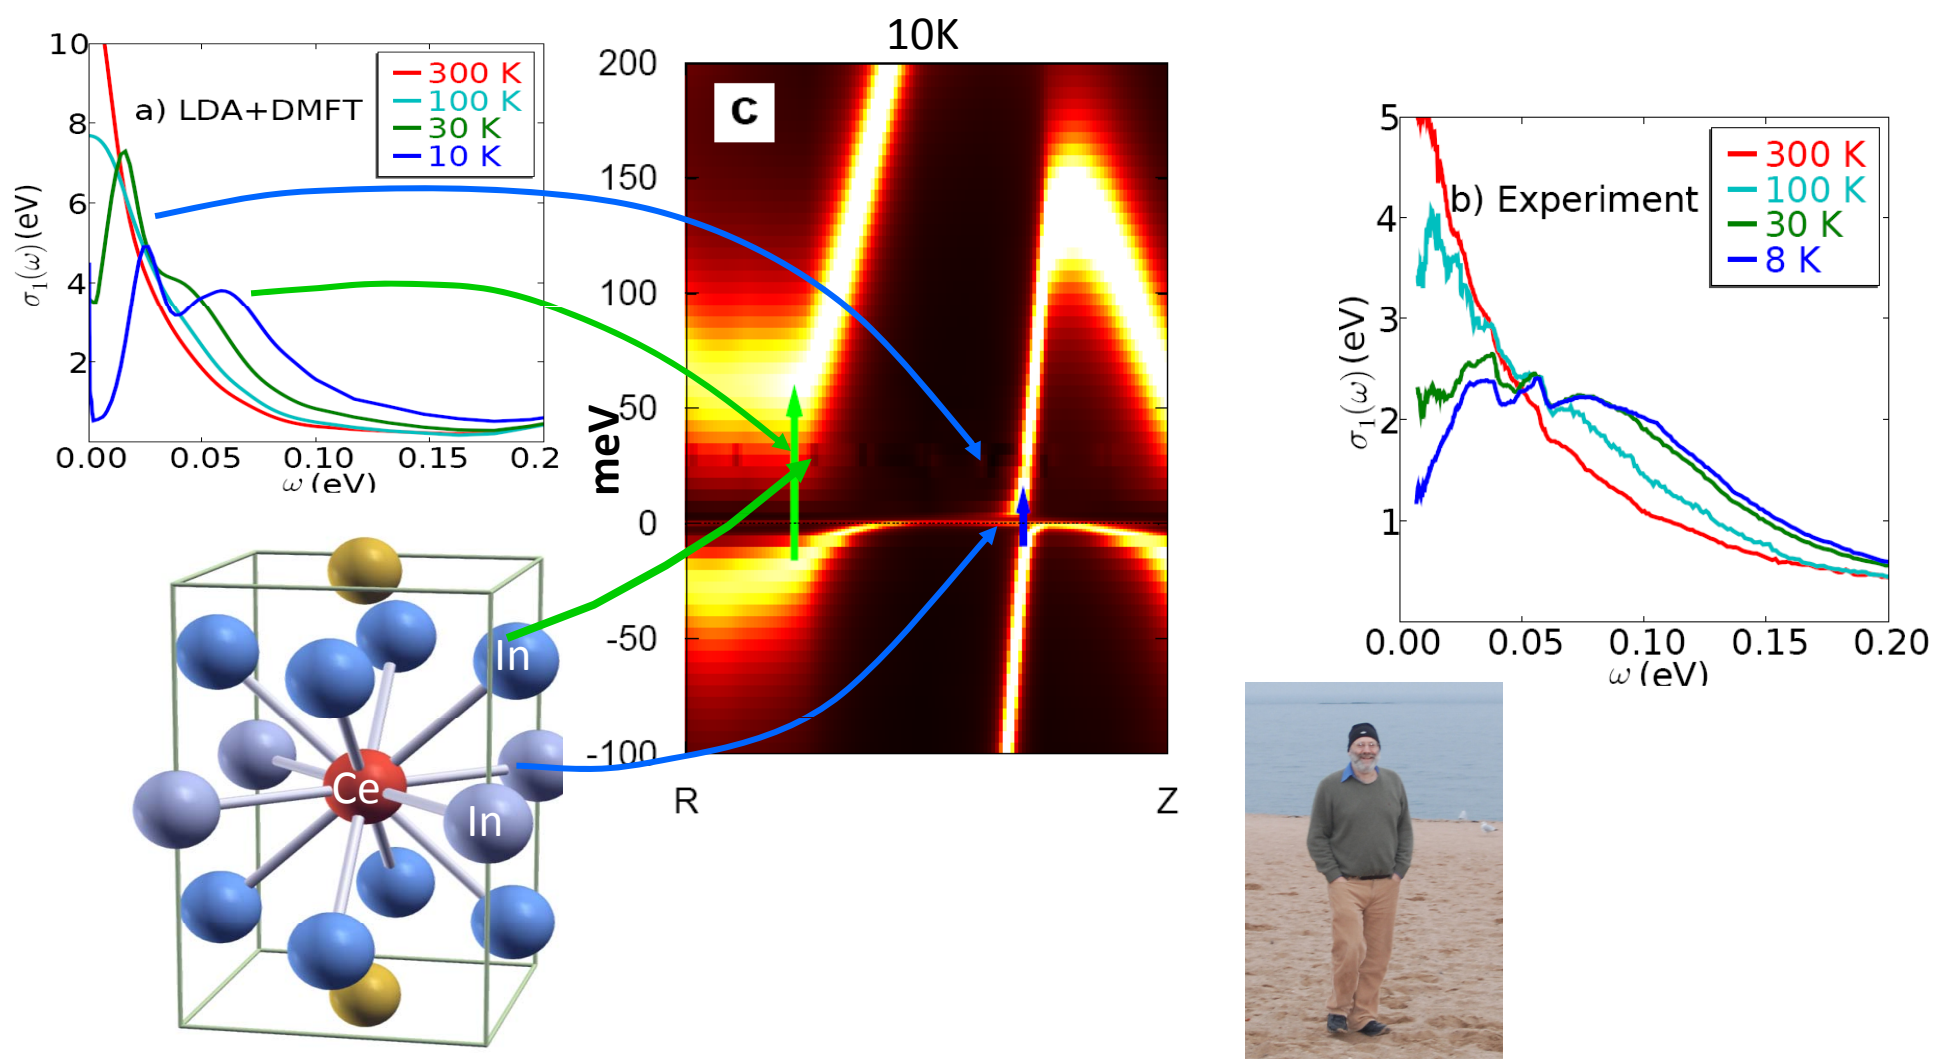 10K
10
8
6
4
2
0.00 0.05 0.10 0.15 0.2
ω (eV)
σ₁(ω) (eV)
a) LDA+DMFT
300 K
100 K
30 K
10 K
200
150
100
50
0
-50
-100
meV
C
R Z
5
4
3
2
1
0.00 0.05 0.10 0.15 0.20
ω (eV)
σ₁(ω) (eV)
b) Experiment
300 K
100 K
30 K
8 K
In
Ce
In